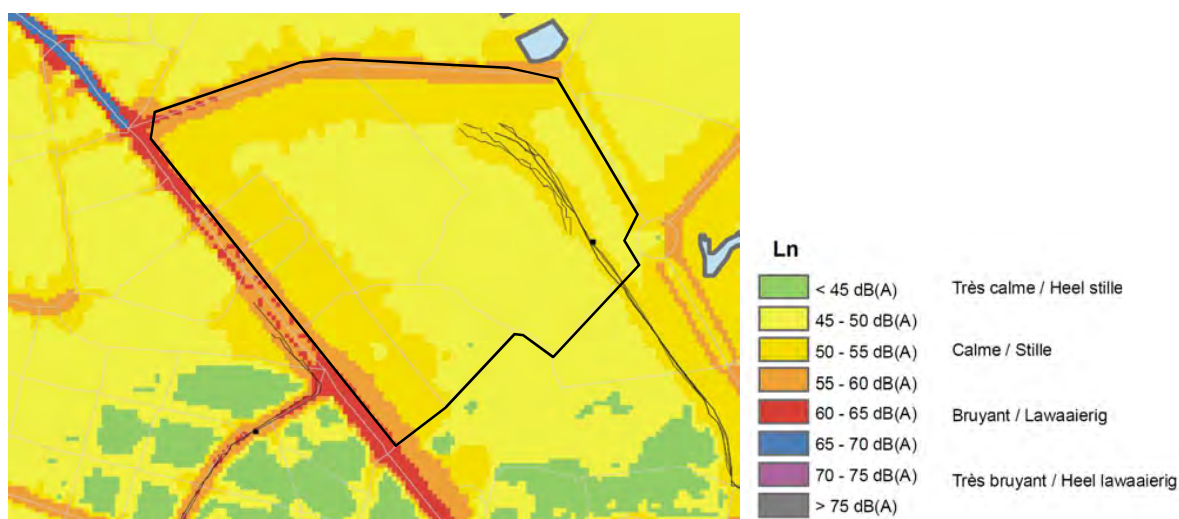 Ln
< 45 dB(A) Très calme / Heel stille
45 - 50 dB(A)
50 - 55 dB(A) Calme / Stille
55 - 60 dB(A)
60 - 65 dB(A) Bruyant / Lawaaierig
65 - 70 dB(A)
70 - 75 dB(A) Très bruyant / Heel lawaaierig
> 75 dB(A)